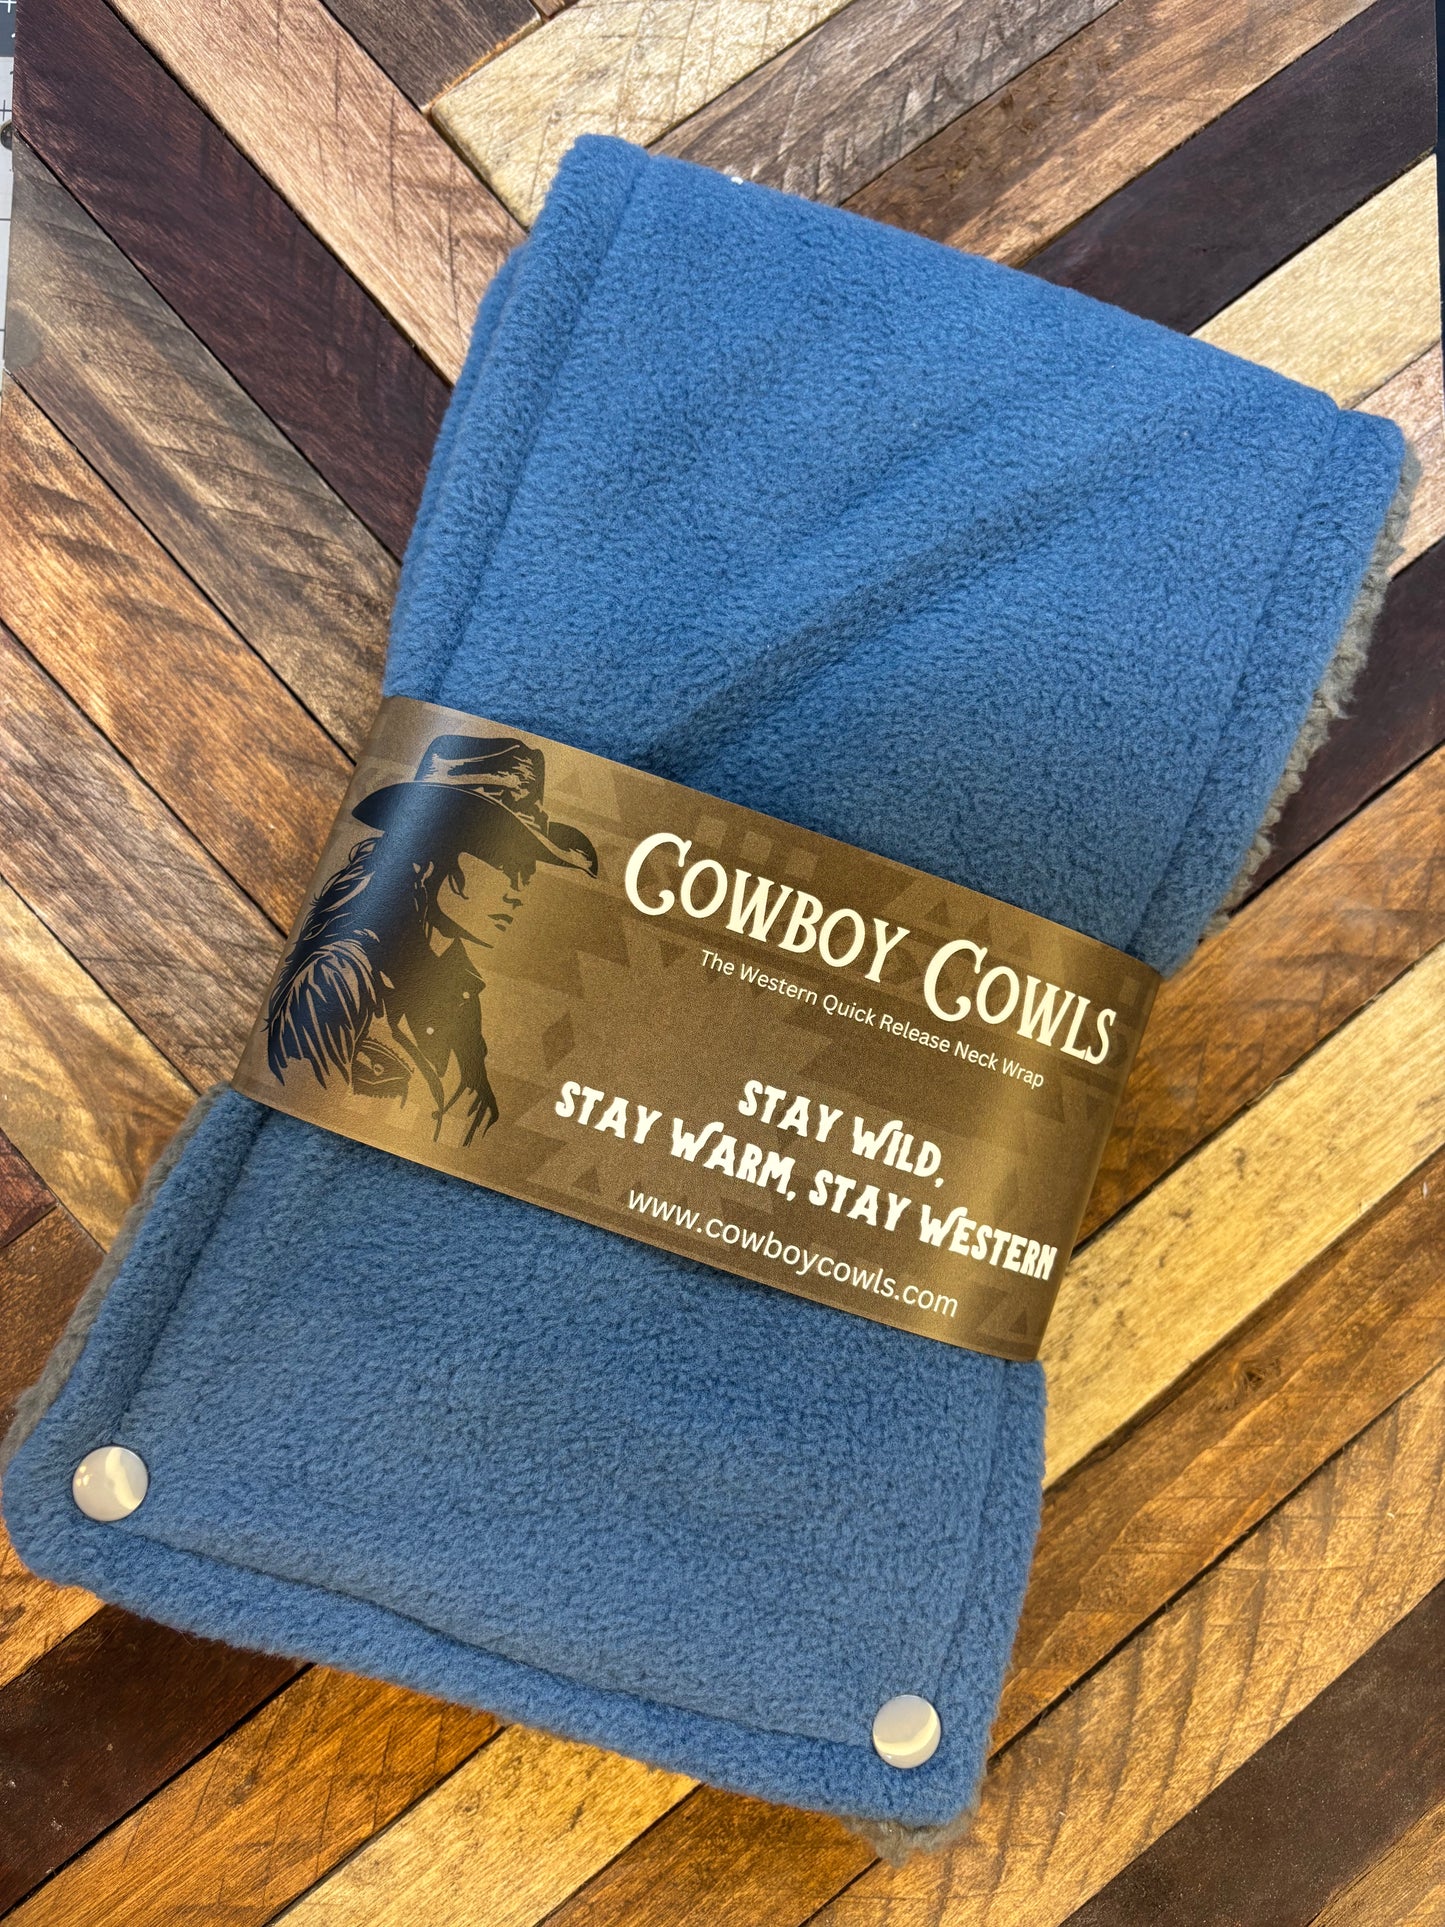 COWBOY COWLS
The Western Quick Release Neck Wrap
STAY WILD,
STAY WARM, STAY WESTERN
www.cowboycowls.com